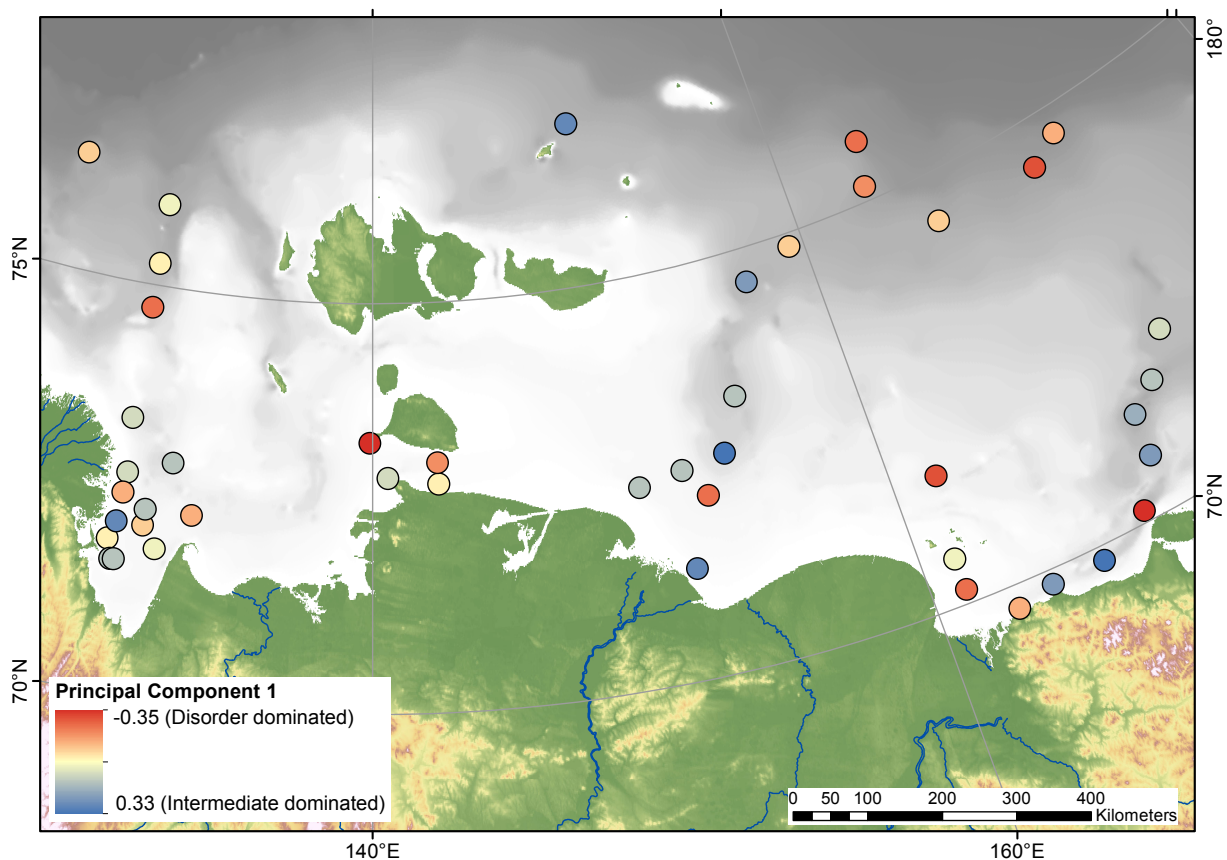 180°
75°N
70°N
70°N
Principal Component 1
-0.35 (Disorder dominated)
0.33 (Intermediate dominated)
0 50 100 200 300 400
Kilometers
140°E
160°E